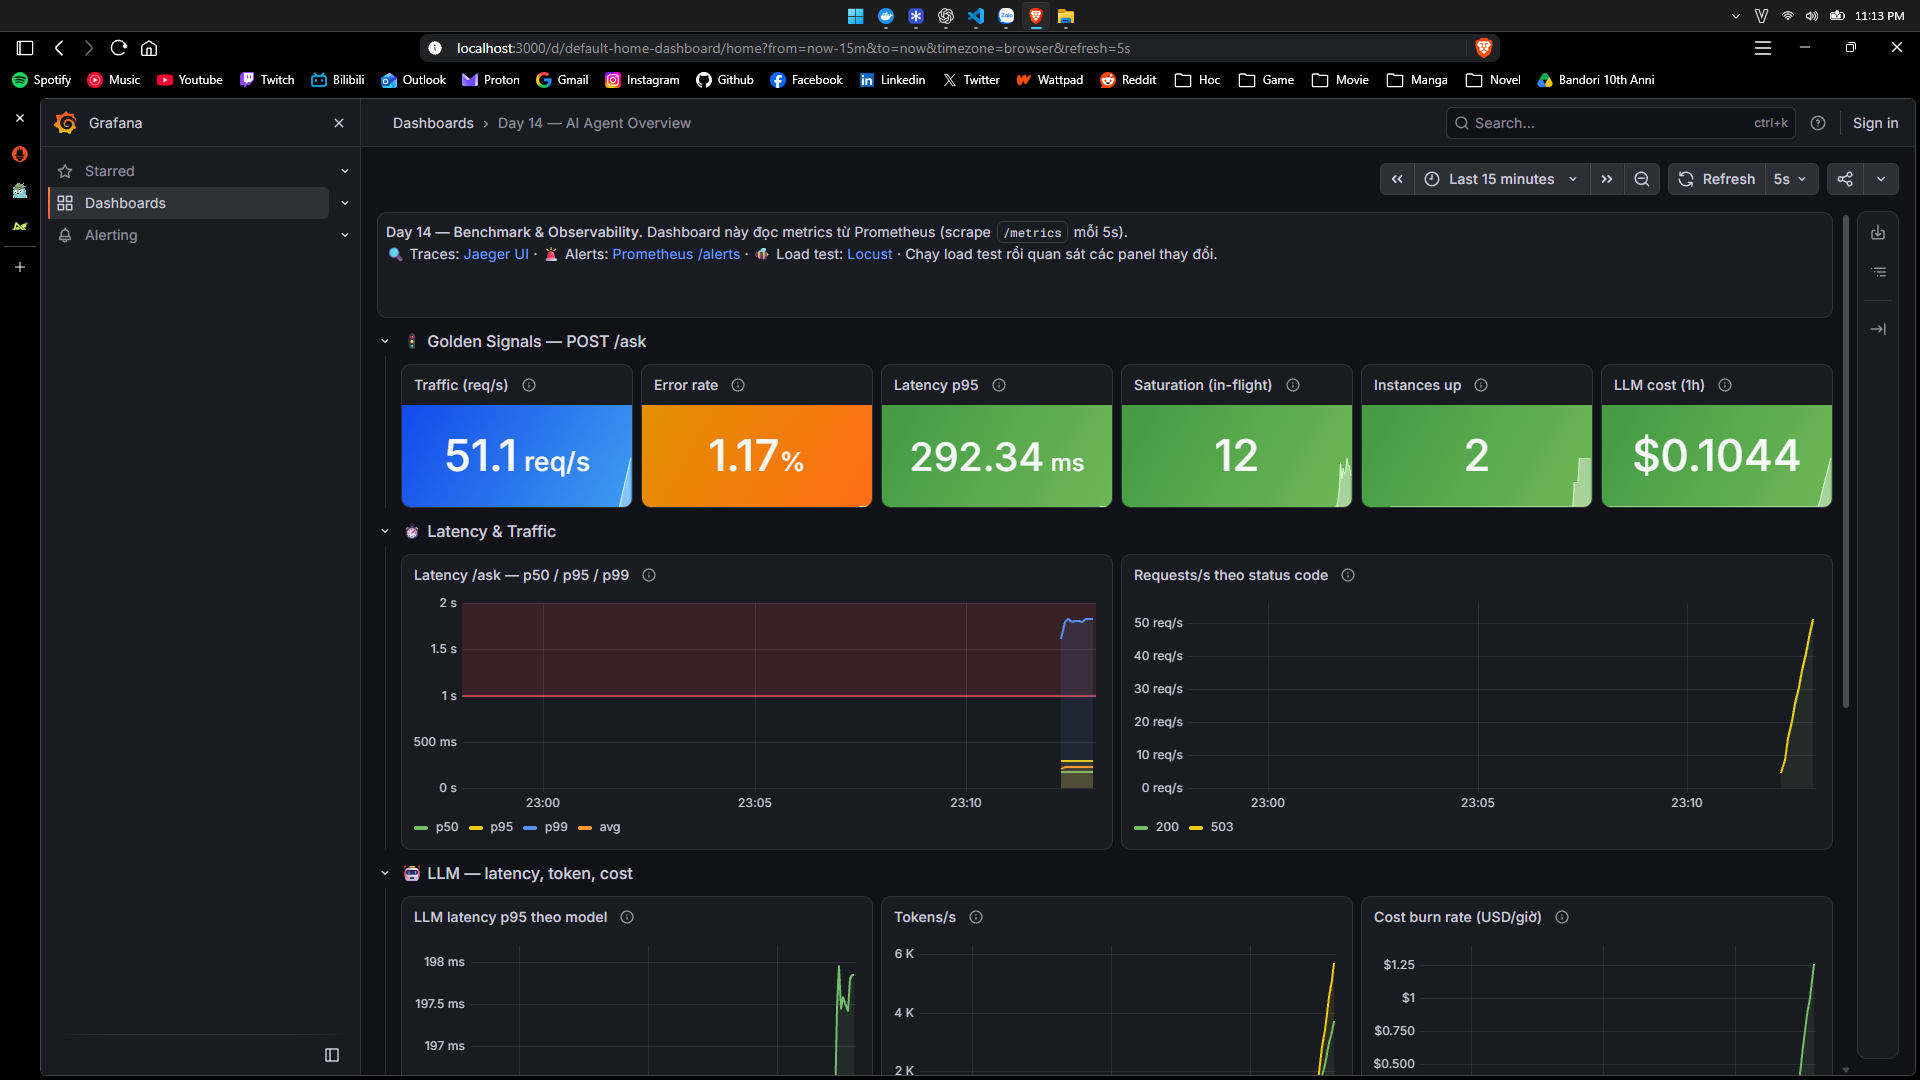 11:13 PM
localhost:3000/d/default-home-dashboard/home?from=now-15m&to=now&timezone=browser&refresh=5s
Spotify Music Youtube Twitch Bilibili Outlook Proton Gmail Instagram Github Facebook Linkedin Twitter Wattpad Reddit Hoc Game Movie Manga Novel Bandori 10th Anni
Grafana
Dashboards › Day 14 — AI Agent Overview
Search... ctrl+k
Sign in
Starred
Dashboards
Alerting
Last 15 minutes
Refresh 5s
Day 14 — Benchmark & Observability. Dashboard này đọc metrics từ Prometheus (scrape /metrics mỗi 5s).
🔍 Traces: Jaeger UI · 🚨 Alerts: Prometheus /alerts · 🐝 Load test: Locust · Chạy load test rồi quan sát các panel thay đổi.
🚦 Golden Signals — POST /ask
Traffic (req/s)
51.1 req/s
Error rate
1.17%
Latency p95
292.34 ms
Saturation (in-flight)
12
Instances up
2
LLM cost (1h)
$0.1044
⏱ Latency & Traffic
Latency /ask — p50 / p95 / p99
2 s
1.5 s
1 s
500 ms
0 s
23:00 23:05 23:10
p50 p95 p99 avg
Requests/s theo status code
50 req/s
40 req/s
30 req/s
20 req/s
10 req/s
0 req/s
23:00 23:05 23:10
200 503
🤖 LLM — latency, token, cost
LLM latency p95 theo model
198 ms
197.5 ms
197 ms
Tokens/s
6 K
4 K
2 K
Cost burn rate (USD/giờ)
$1.25
$1
$0.750
$0.500